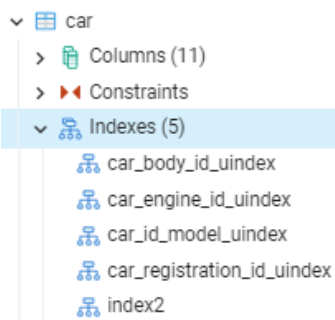 car
Columns (11)
Constraints
Indexes (5)
car_body_id_uindex
car_engine_id_uindex
car_id_model_uindex
car_registration_id_uindex
index2